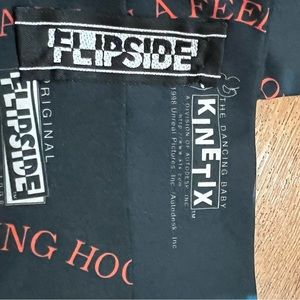 A FEEL
FLIPSIDE
THE DANCING BABY
KINETIX
A DIVISION OF AUTODESK, INC.
1998 Unreal Pictures, Inc./Autodesk, Inc.
ORIGINAL
FLIPSIDE
NG HOO